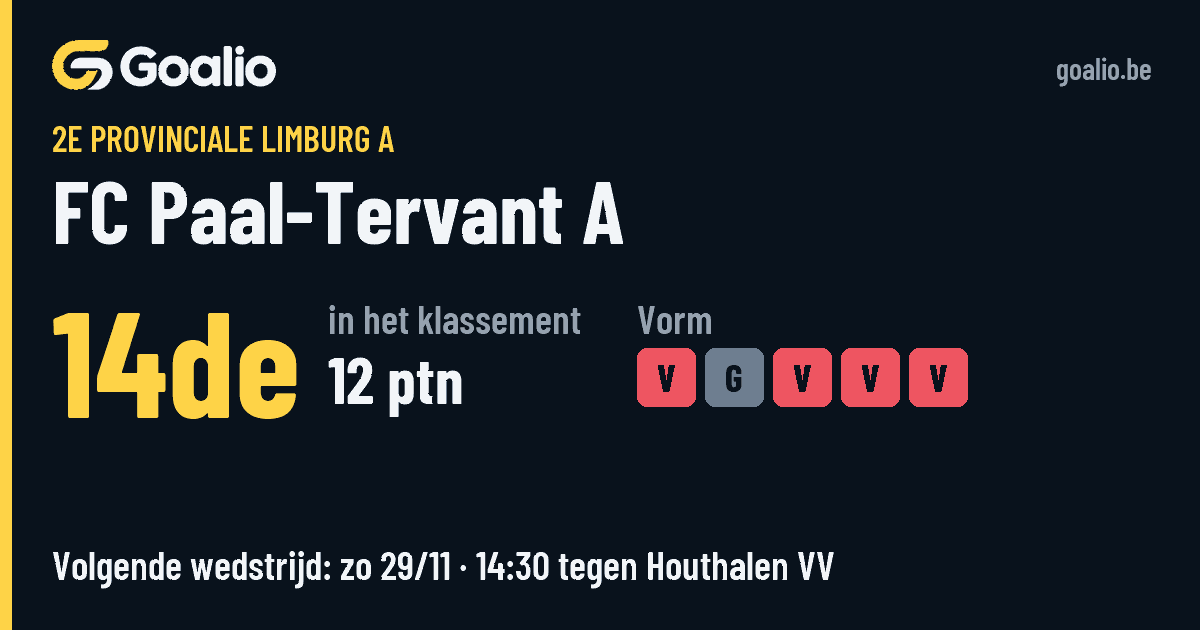 Goalio
goalio.be
2E PROVINCIALE LIMBURG A
FC Paal-Tervant A
14de
in het klassement
12 ptn
Vorm
V G V V V
Volgende wedstrijd: zo 29/11 · 14:30 tegen Houthalen VV